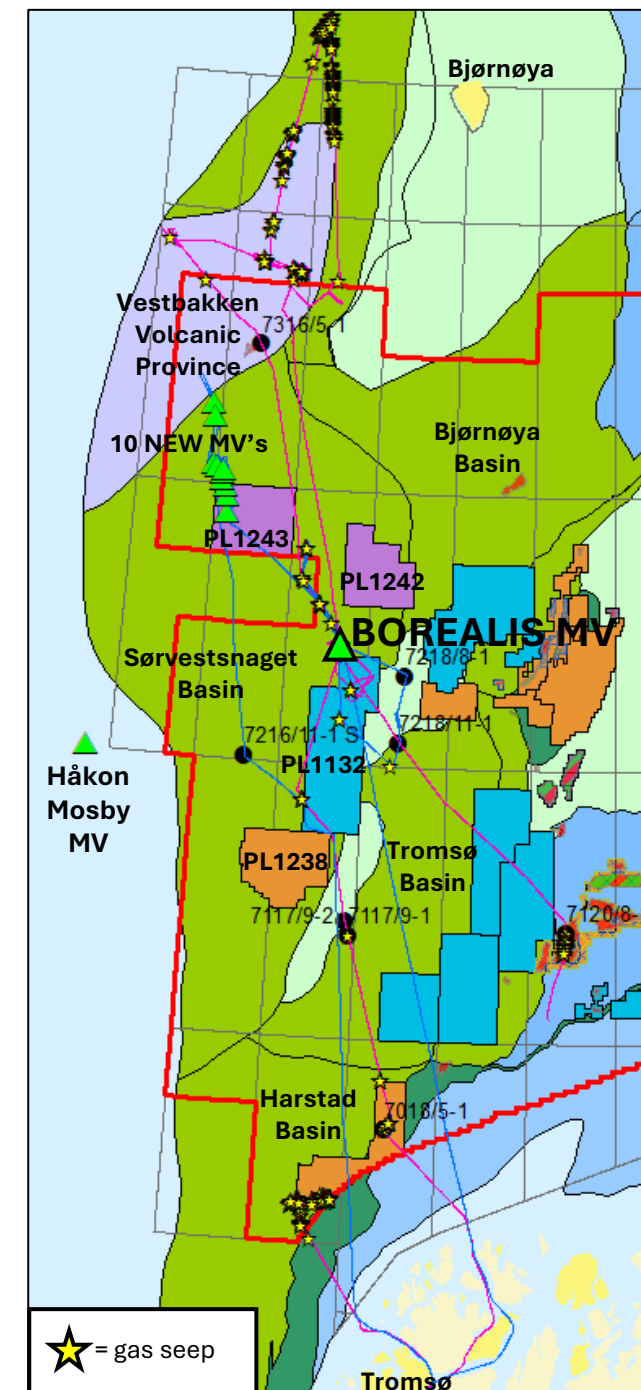 Bjørnøya
Vestbakken
Volcanic
Province
7316/5-1
10 NEW MV's
Bjørnøya
Basin
PL1243
PL1242
BOREALIS MV
Sørvestsnaget
Basin
7218/8-1
7216/11-1 S
7218/11-1
PL1132
Håkon
Mosby
MV
PL1238
Tromsø
Basin
7117/9-2
7117/9-1
7120/8-
Harstad
Basin
7018/5-1
= gas seep
Tromsø